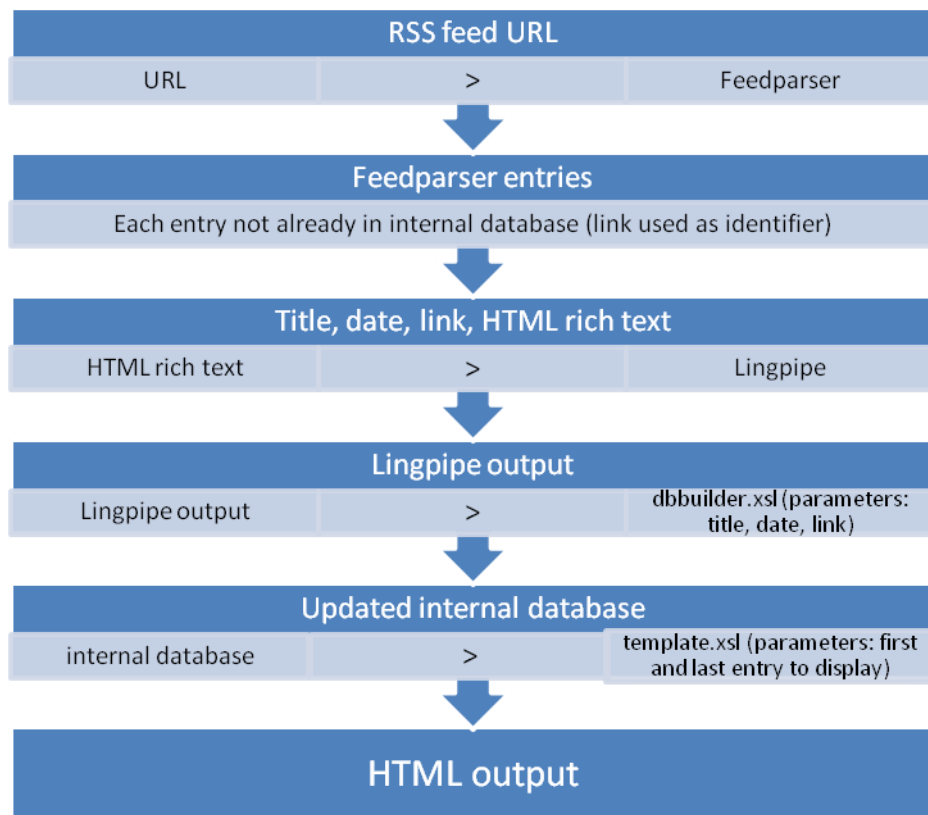 RSS feed URL
URL > Feedparser
Feedparser entries
Each entry not already in internal database (link used as identifier)
Title, date, link, HTML rich text
HTML rich text > Lingpipe
Lingpipe output
Lingpipe output > dbbuilder.xsl (parameters:
title, date, link)
Updated internal database
internal database > template.xsl (parameters: first
and last entry to display)
HTML output